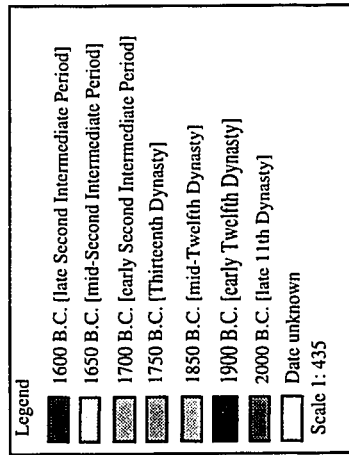 Legend
1600 B.C. [late Second Intermediate Period]
1650 B.C. [mid-Second Intermediate Period]
1700 B.C. [early Second Intermediate Period]
1750 B.C. [Thirteenth Dynasty]
1850 B.C. [mid-Twelfth Dynasty]
1900 B.C. [early Twelfth Dynasty]
2000 B.C. [late 11th Dynasty]
Date unknown
Scale 1: 435